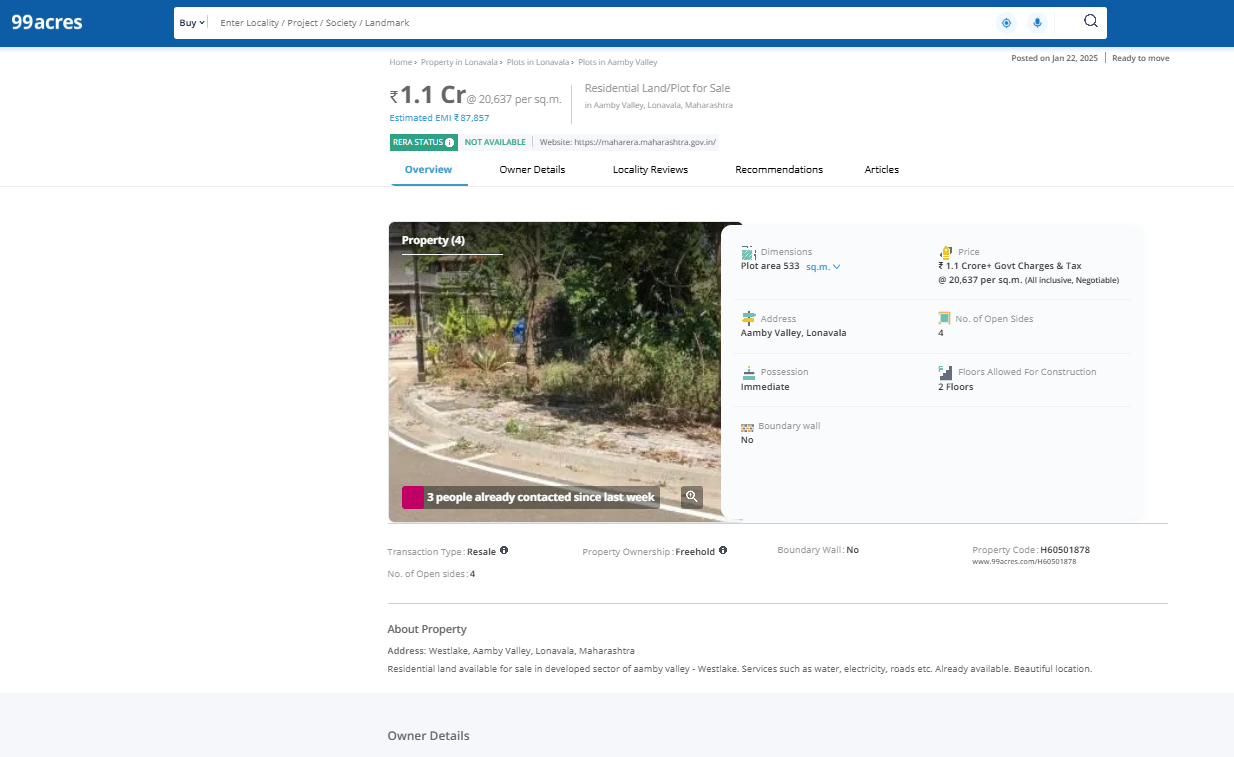 99acres
Buy
Enter Locality / Project / Society / Landmark
Home › Property in Lonavala › Plots in Lonavala › Plots in Aamby Valley
Posted on Jan 22, 2025 | Ready to move
₹1.1 Cr @ 20,637 per sq.m.
Estimated EMI ₹87,857
Residential Land/Plot for Sale
in Aamby Valley, Lonavala, Maharashtra
RERA STATUS NOT AVAILABLE | Website: https://maharera.maharashtra.gov.in/
Overview Owner Details Locality Reviews Recommendations Articles
Property (4)
3 people already contacted since last week
Dimensions
Plot area 533 sq.m.
Price
₹ 1.1 Crore+ Govt Charges & Tax
@ 20,637 per sq.m. (All inclusive, Negotiable)
Address
Aamby Valley, Lonavala
No. of Open Sides
4
Possession
Immediate
Floors Allowed For Construction
2 Floors
Boundary wall
No
Transaction Type : Resale
Property Ownership : Freehold
Boundary Wall : No
Property Code : H60501878
www.99acres.com/H60501878
No. of Open sides : 4
About Property
Address: Westlake, Aamby Valley, Lonavala, Maharashtra
Residential land available for sale in developed sector of aamby valley - Westlake. Services such as water, electricity, roads etc. Already available. Beautiful location.
Owner Details